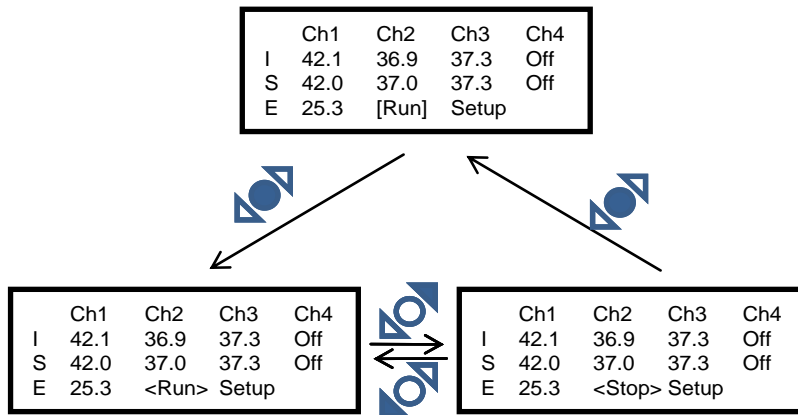 Ch1 Ch2 Ch3 Ch4
I 42.1 36.9 37.3 Off
S 42.0 37.0 37.3 Off
E 25.3 [Run] Setup
Ch1 Ch2 Ch3 Ch4
I 42.1 36.9 37.3 Off
S 42.0 37.0 37.3 Off
E 25.3 <Run> Setup
Ch1 Ch2 Ch3 Ch4
I 42.1 36.9 37.3 Off
S 42.0 37.0 37.3 Off
E 25.3 <Stop> Setup